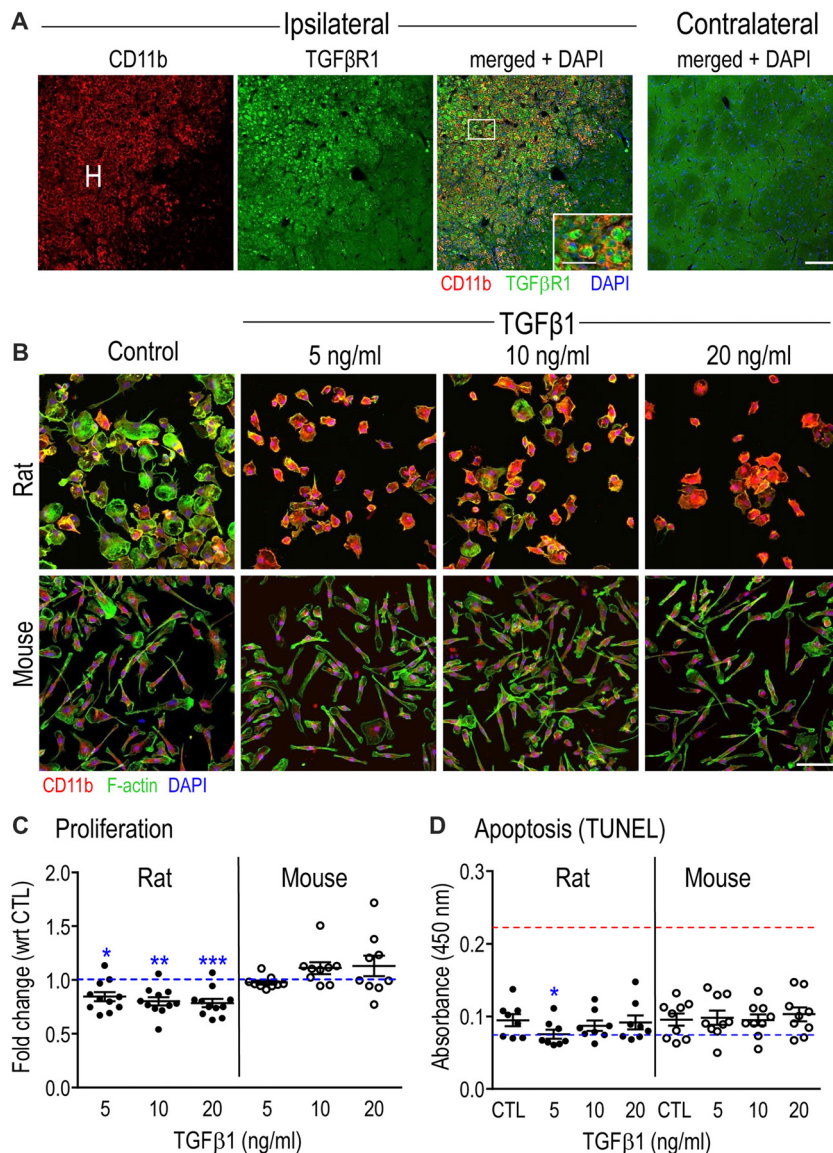 A
Ipsilateral
Contralateral
CD11b
TGFβR1
merged + DAPI
merged + DAPI
H
CD11b TGFβR1 DAPI
TGFβ1
B
Control
5 ng/ml
10 ng/ml
20 ng/ml
Rat
Mouse
CD11b F-actin DAPI
C Proliferation
Rat
Mouse
Fold change (wrt CTL)
2.0
1.5
1.0
0.5
0.0
* ** ***
5 10 20 5 10 20
TGFβ1 (ng/ml)
D Apoptosis (TUNEL)
Rat
Mouse
Absorbance (450 nm)
0.3
0.2
0.1
0.0
*
CTL 5 10 20 CTL 5 10 20
TGFβ1 (ng/ml)